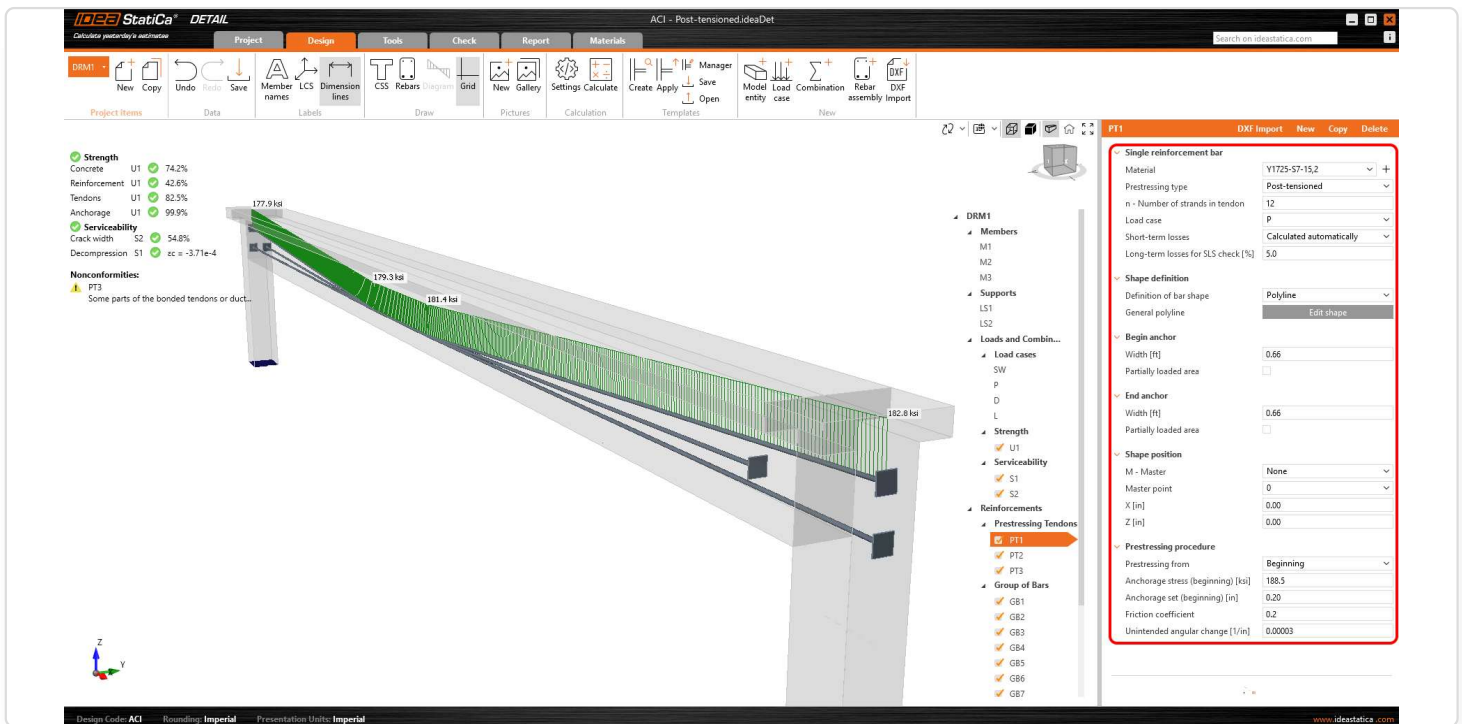 IDEA StatiCa® DETAIL
Calculate yesterday's estimates
ACI - Post-tensioned.ideaDet
Project Design Tools Check Report Materials
Search on ideastatica.com
i
DRM1
New Copy Undo Redo Save Member names LCS Dimension lines CSS Rebars Diagram Grid New Gallery Settings Calculate Create Apply Manager Save Open Model entity Load case Combination Rebar assembly DXF Import
Project Items Data Labels Draw Pictures Calculation Templates New
Strength
Concrete U1 74.2%
Reinforcement U1 42.6%
Tendons U1 82.5%
Anchorage U1 99.9%
Serviceability
Crack width S2 54.8%
Decompression S1 εc = -3.71e-4
Nonconformities:
PT3
Some parts of the bonded tendons or duct...
177.9 ksi
179.3 ksi
181.4 ksi
182.8 ksi
Z
Y
DRM1
Members
M1
M2
M3
Supports
LS1
LS2
Loads and Combin...
Load cases
SW
P
D
L
Strength
U1
Serviceability
S1
S2
Reinforcements
Prestressing Tendons
PT1
PT2
PT3
Group of Bars
GB1
GB2
GB3
GB4
GB5
GB6
GB7
PT1 DXF Import New Copy Delete
Single reinforcement bar
Material Y1725-S7-15,2
Prestressing type Post-tensioned
n - Number of strands in tendon 12
Load case P
Short-term losses Calculated automatically
Long-term losses for SLS check [%] 5.0
Shape definition
Definition of bar shape Polyline
General polyline Edit shape
Begin anchor
Width [ft] 0.66
Partially loaded area
End anchor
Width [ft] 0.66
Partially loaded area
Shape position
M - Master None
Master point 0
X [in] 0.00
Z [in] 0.00
Prestressing procedure
Prestressing from Beginning
Anchorage stress (beginning) [ksi] 188.5
Anchorage set (beginning) [in] 0.20
Friction coefficient 0.2
Unintended angular change [1/in] 0.00003
Design Code: ACI Rounding: Imperial Presentation Units: Imperial
www.ideastatica.com